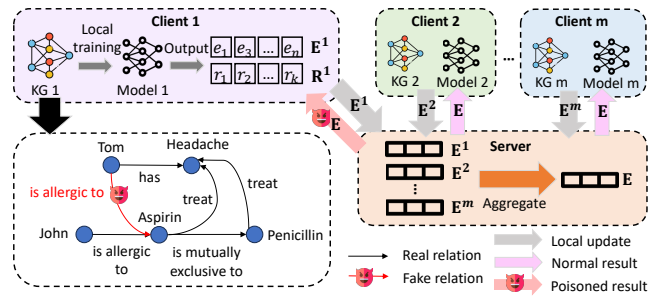 Client 1
Local
training
Output
e₁ e₃ ... eₙ E¹
r₁ r₂ ... rₖ R¹
KG 1
Model 1
Client 2
KG 2
Model 2
...
Client m
KG m
Model m
E¹
E
E²
E
Eᵐ
E
Tom
Headache
has
is allergic to
treat
treat
Aspirin
John
Penicillin
is allergic
to
is mutually
exclusive to
Server
E¹
E²
⋮
Eᵐ
Aggregate
E
Real relation
Fake relation
Local update
Normal result
Poisoned result